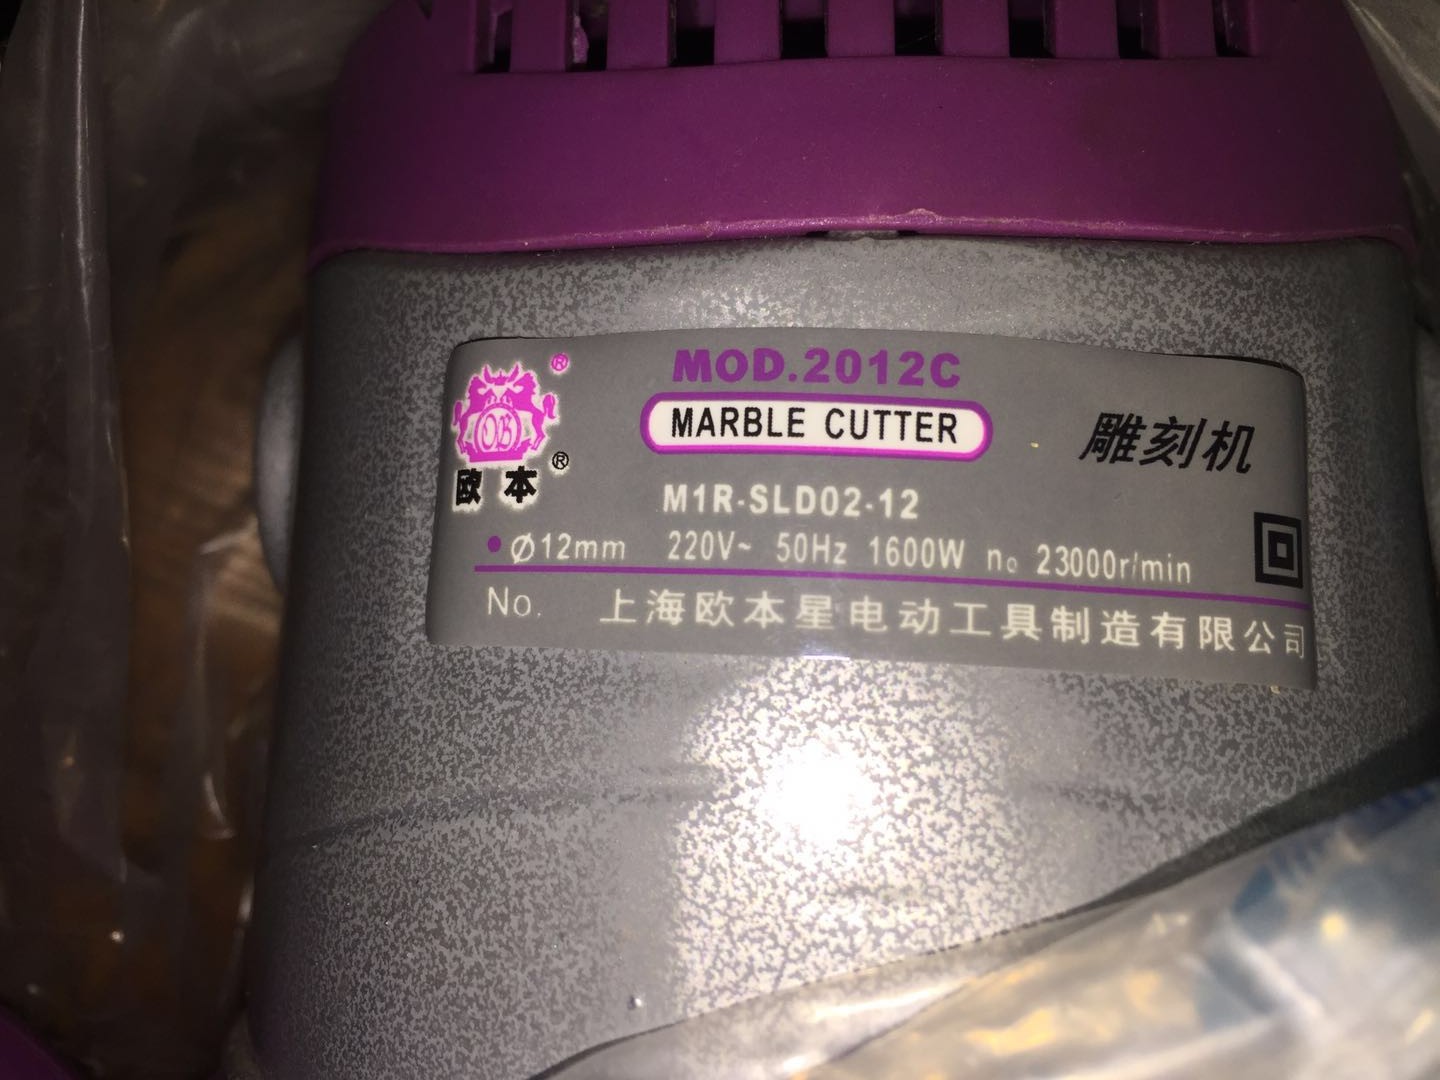 MOD.2012C
MARBLE CUTTER
雕刻机
OB
®
欧本®
M1R-SLD02-12
Ø12mm 220V~ 50Hz 1600W n₀ 23000r/min
No. 上海欧本星电动工具制造有限公司